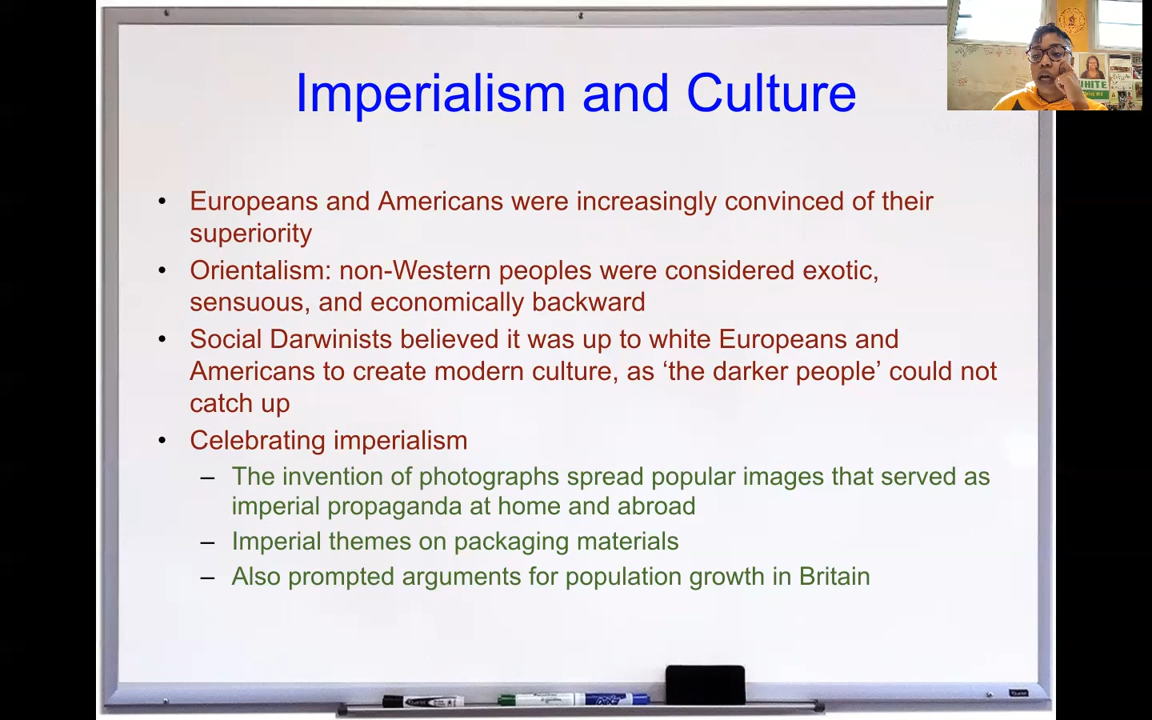 Imperialism and Culture
• Europeans and Americans were increasingly convinced of their
superiority
• Orientalism: non-Western peoples were considered exotic,
sensuous, and economically backward
• Social Darwinists believed it was up to white Europeans and
Americans to create modern culture, as ‘the darker people’ could not
catch up
• Celebrating imperialism
– The invention of photographs spread popular images that served as
imperial propaganda at home and abroad
– Imperial themes on packaging materials
– Also prompted arguments for population growth in Britain